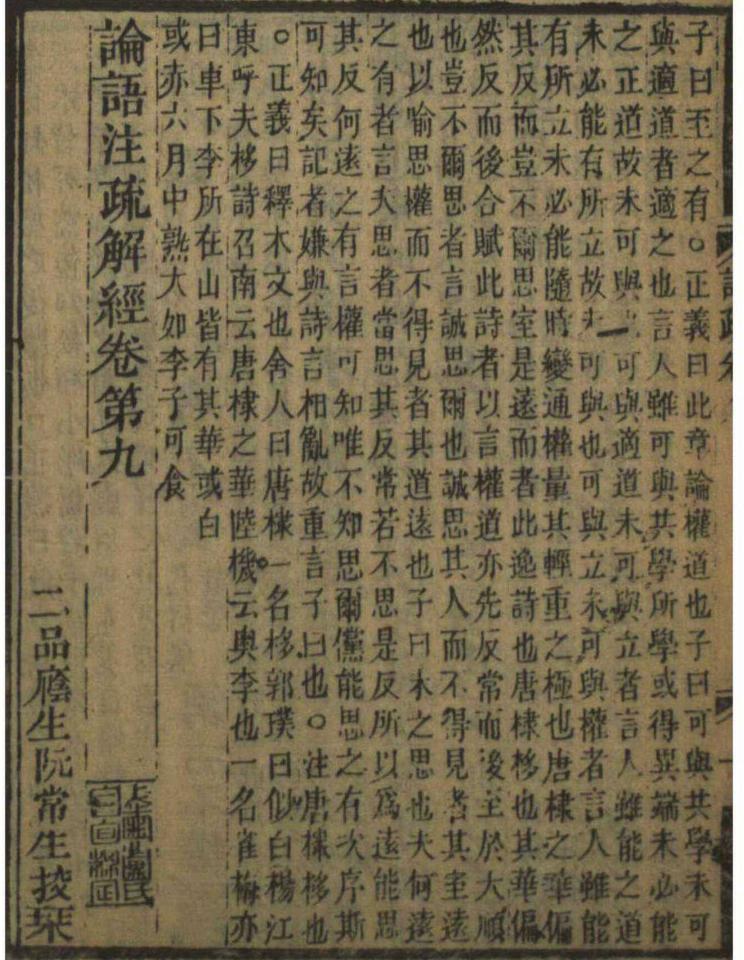 子曰至之有○正義曰此章論權道也子曰可與共學未可
與適道者適之也言人雖可與共學所學或得異端未必能
之正道故未可與也可與適道未可與立者言人雖能之道
未必能有所立故未可與也可與立未可與權者言人雖能
有所立未必能隨時變通權量其輕重之極也唐棣之華偏
其反而豈不爾思室是遠而者此逸詩也唐棣栘也其華偏
然反而後合賦此詩者以言權道亦先反常而後至於大順
也豈不爾思者言誠思爾也誠思其人而不得見者其室遠
也以喻思權而不得見者其道遠也子曰未之思也夫何遠
之有者言夫思者當思其反常若不思是反所以爲遠能思
其反何遠之有言權可知唯不知思爾儻能思之有次序斯
可知矣記者嫌與詩言相亂故重言子曰也○注唐棣栘也
○正義曰釋木文也舍人曰唐棣一名栘郭璞曰似白楊江
東呼夫栘詩召南云唐棣之華陸機云奧李也一名雀梅亦
曰車下李所在山皆有其華或白
或赤六月中熟大如李子可食
論語注疏解經卷第九
二品廕生阮常生挍栞